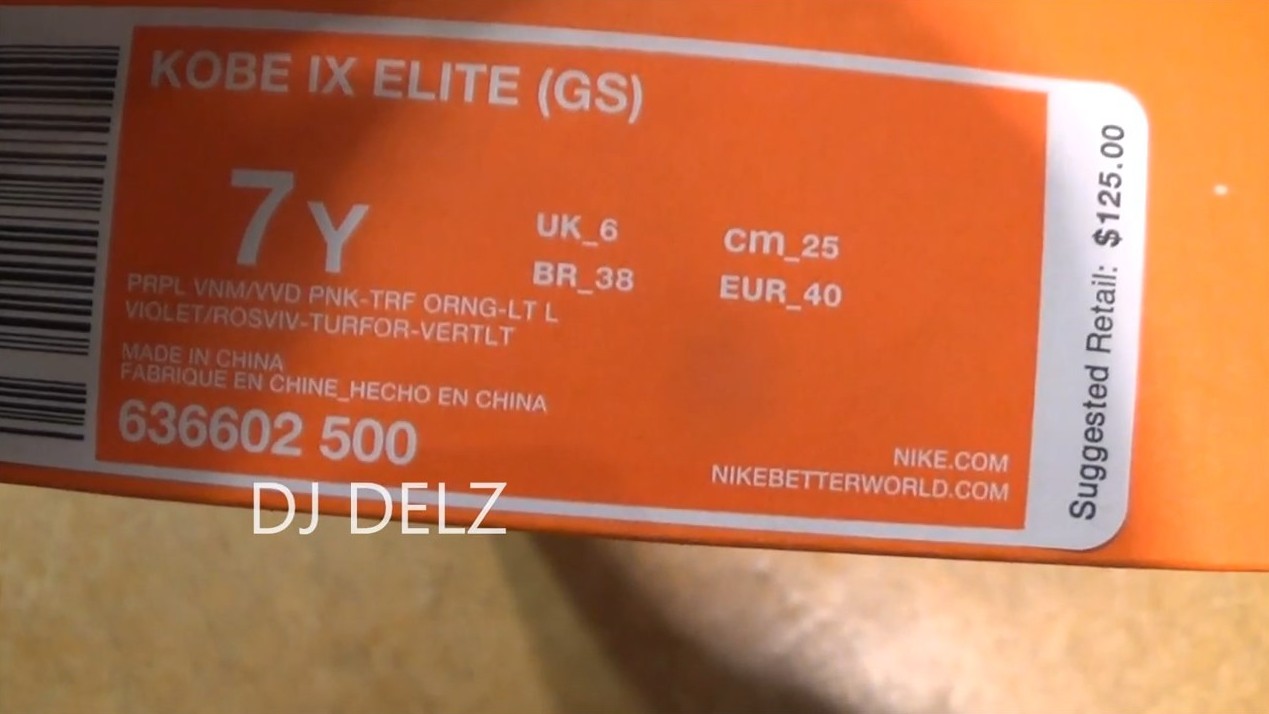 KOBE IX ELITE (GS)
7Y
UK_6 cm_25
BR_38 EUR_40
PRPL VNM/VVD PNK-TRF ORNG-LT L
VIOLET/ROSVIV-TURFOR-VERTLT
MADE IN CHINA
FABRIQUE EN CHINE_HECHO EN CHINA
636602 500
NIKE.COM
NIKEBETTERWORLD.COM
Suggested Retail: $125.00
DJ DELZ